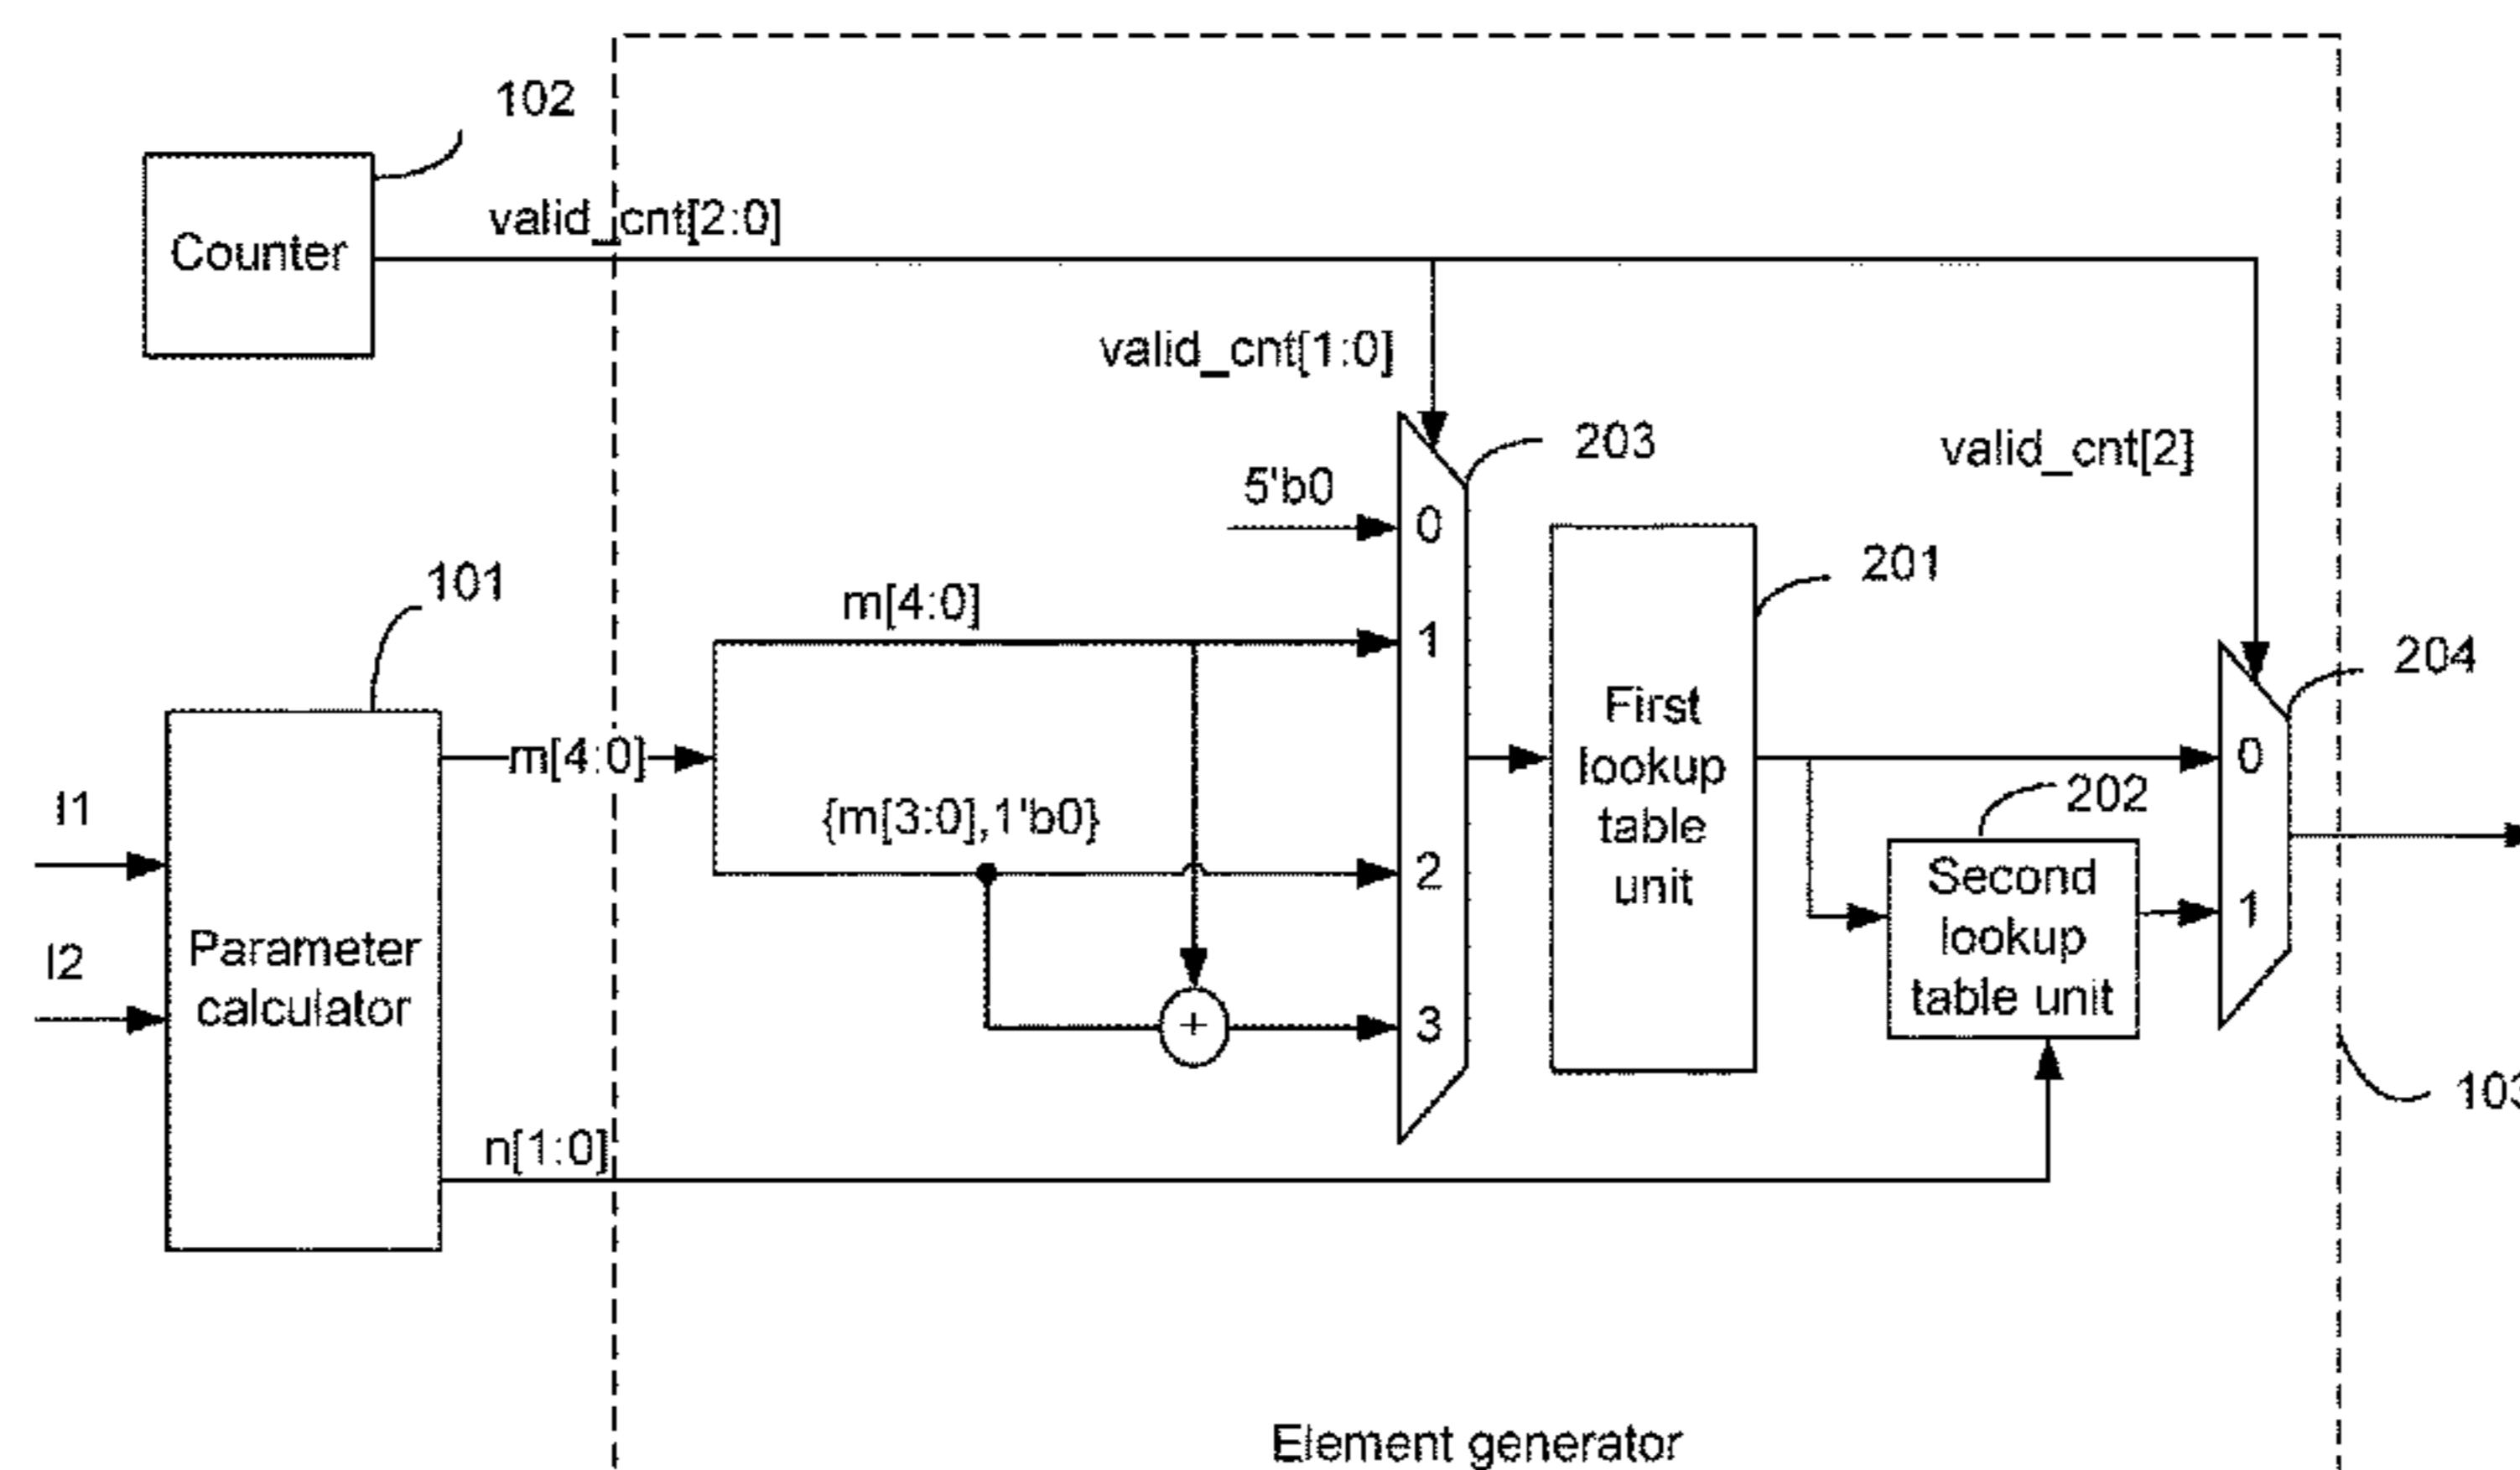 102
Counter
valid_cnt[2:0]
valid_cnt[1:0]
203
valid_cnt[2]
5'b0
0
201
101
m[4:0]
1
204
First
lookup
table
unit
m[4:0]
0
202
I1
{m[3:0],1'b0}
2
Second
lookup
table unit
1
I2
Parameter
calculator
+
3
103
n[1:0]
Element generator